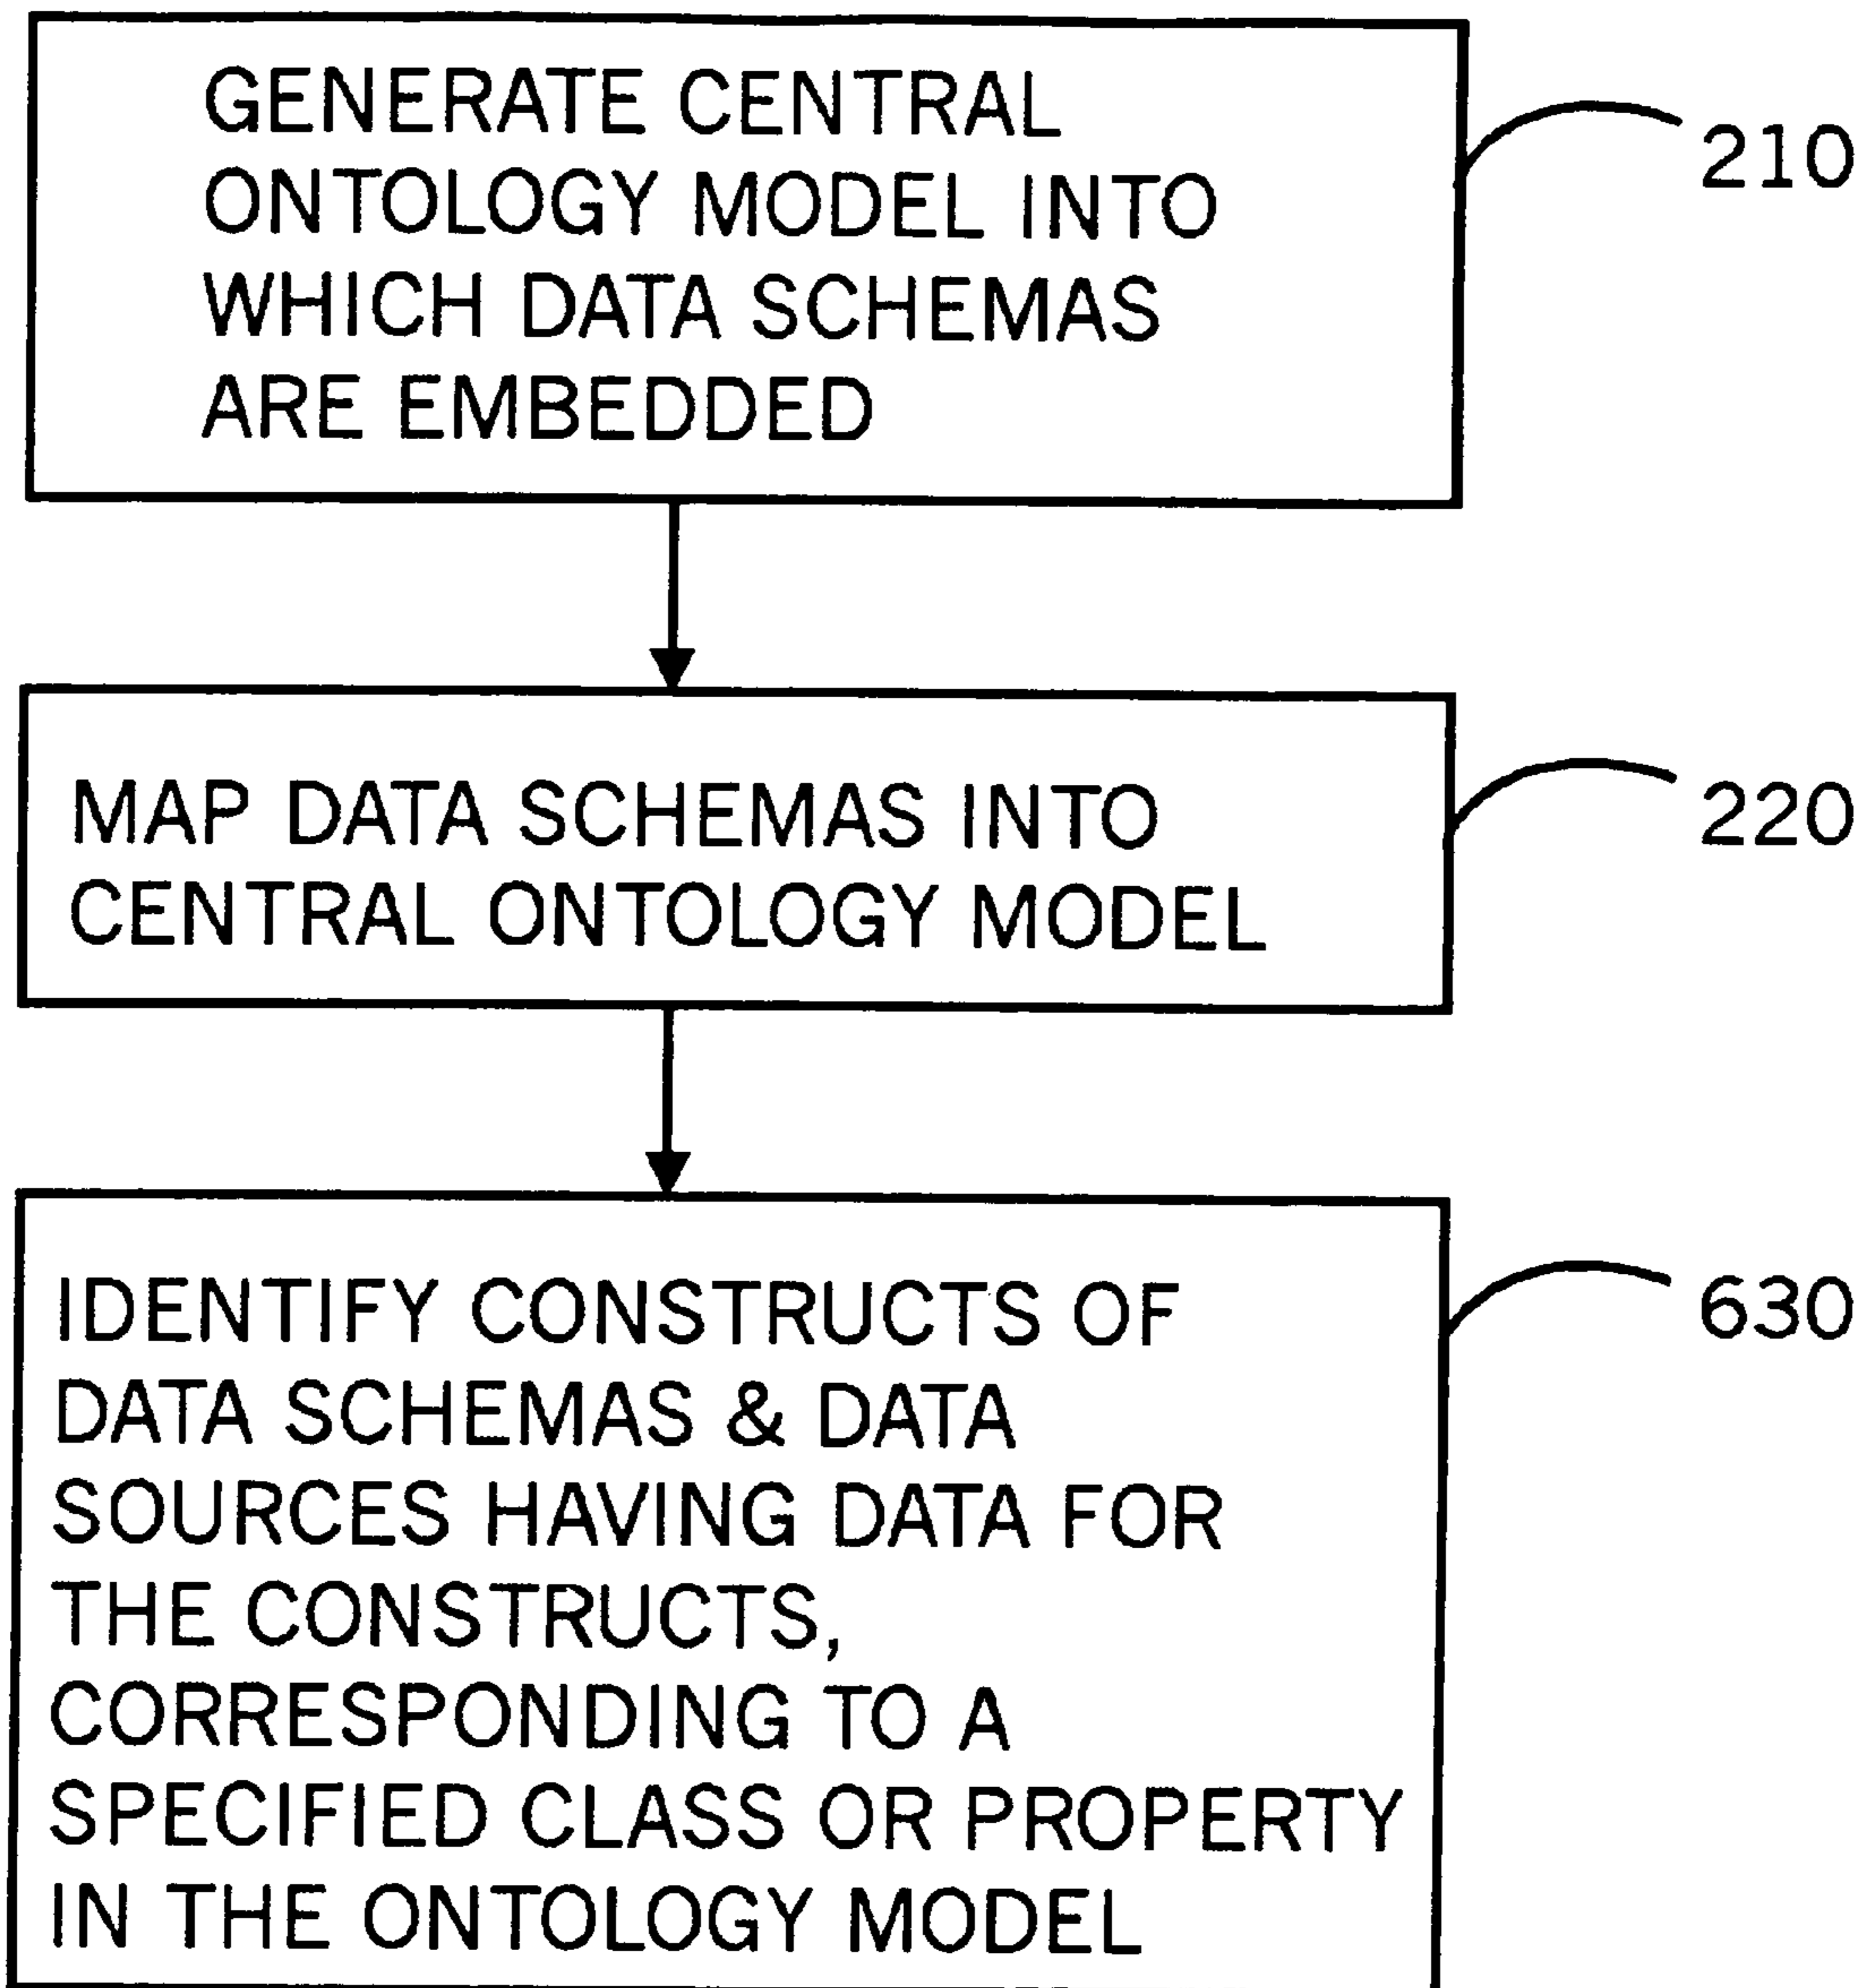 GENERATE CENTRAL
ONTOLOGY MODEL INTO
WHICH DATA SCHEMAS
ARE EMBEDDED
210
MAP DATA SCHEMAS INTO
CENTRAL ONTOLOGY MODEL
220
IDENTIFY CONSTRUCTS OF
DATA SCHEMAS & DATA
SOURCES HAVING DATA FOR
THE CONSTRUCTS,
CORRESPONDING TO A
SPECIFIED CLASS OR PROPERTY
IN THE ONTOLOGY MODEL
630